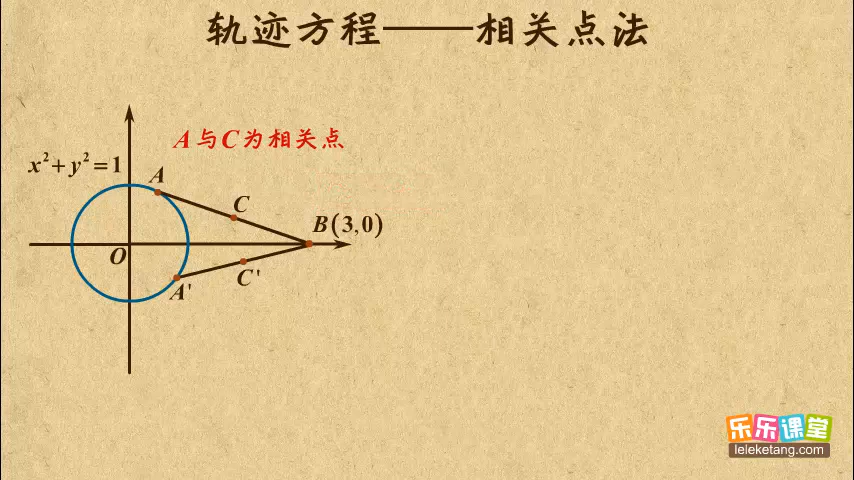 轨迹方程——相关点法
A与C为相关点
x²+y²=1
A
C
B(3,0)
O
A'
C'
乐乐课堂
leleketang.com